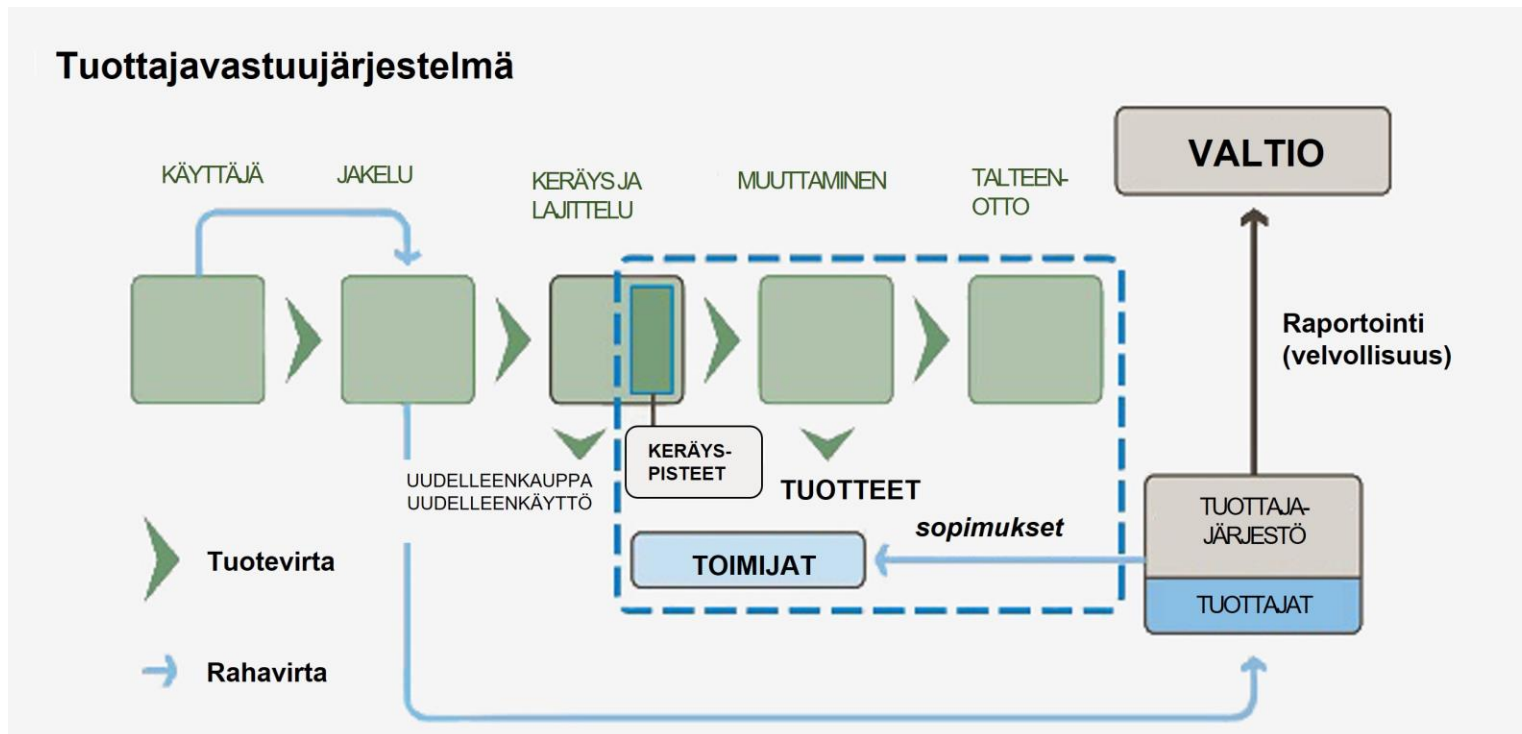 Tuottajavastuujärjestelmä
KÄYTTÄJÄ
JAKELU
KERÄYS JA
LAJITTELU
MUUTTAMINEN
TALTEEN-
OTTO
VALTIO
Raportointi
(velvollisuus)
KERÄYS-
PISTEET
UUDELLEENKAUPPA
UUDELLEENKÄYTTÖ
TUOTTEET
TOIMIJAT
sopimukset
TUOTTAJA-
JÄRJESTÖ
TUOTTAJAT
Tuotevirta
Rahavirta